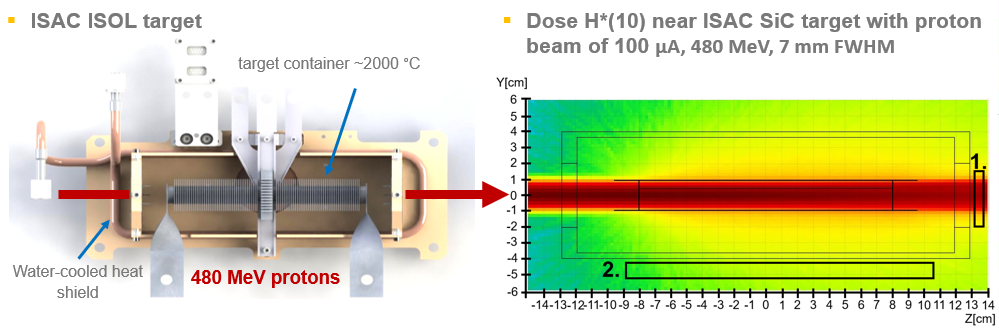 ISAC ISOL target
target container ~2000 °C
Water-cooled heat
shield
480 MeV protons
Dose H*(10) near ISAC SiC target with proton
beam of 100 µA, 480 MeV, 7 mm FWHM
Y[cm]
6
5
4
3
2
1
0
-1
-2
-3
-4
-5
-6
1.
2.
-14-13-12-11-10 -9 -8 -7 -6 -5 -4 -3 -2 -1 0 1 2 3 4 5 6 7 8 9 10 11 12 13 14
Z[cm]